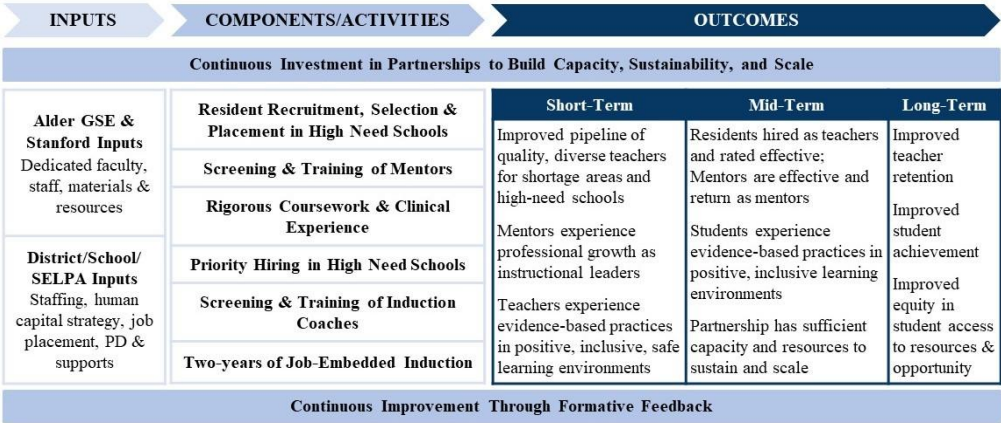 INPUTS
COMPONENTS/ACTIVITIES
OUTCOMES
Continuous Investment in Partnerships to Build Capacity, Sustainability, and Scale
Alder GSE &
Stanford Inputs
Dedicated faculty,
staff, materials &
resources
District/School/
SELPA Inputs
Staffing, human
capital strategy, job
placement, PD &
supports
Resident Recruitment, Selection &
Placement in High Need Schools
Screening & Training of Mentors
Rigorous Coursework & Clinical
Experience
Priority Hiring in High Need Schools
Screening & Training of Induction
Coaches
Two-years of Job-Embedded Induction
Short-Term
Improved pipeline of
quality, diverse teachers
for shortage areas and
high-need schools
Mentors experience
professional growth as
instructional leaders
Teachers experience
evidence-based practices
in positive, inclusive, safe
learning environments
Mid-Term
Residents hired as teachers
and rated effective;
Mentors are effective and
return as mentors
Students experience
evidence-based practices in
positive, inclusive learning
environments
Partnership has sufficient
capacity and resources to
sustain and scale
Long-Term
Improved
teacher
retention
Improved
student
achievement
Improved
equity in
student access
to resources &
opportunity
Continuous Improvement Through Formative Feedback